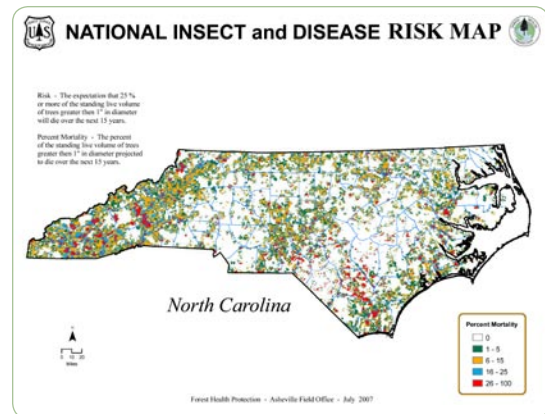 NATIONAL INSECT and DISEASE RISK MAP
Risk - The expectation that 25 %
or more of the standing live volume
of trees greater then 1" in diameter
will die over the next 15 years.
Percent Mortality - The percent
of the standing live volume of trees
greater then 1" in diameter projected
to die over the next 15 years.
North Carolina
Miles
Percent Mortality
0
1 - 5
6 - 15
16 - 25
26 - 100
Forest Health Protection - Asheville Field Office - July 2007